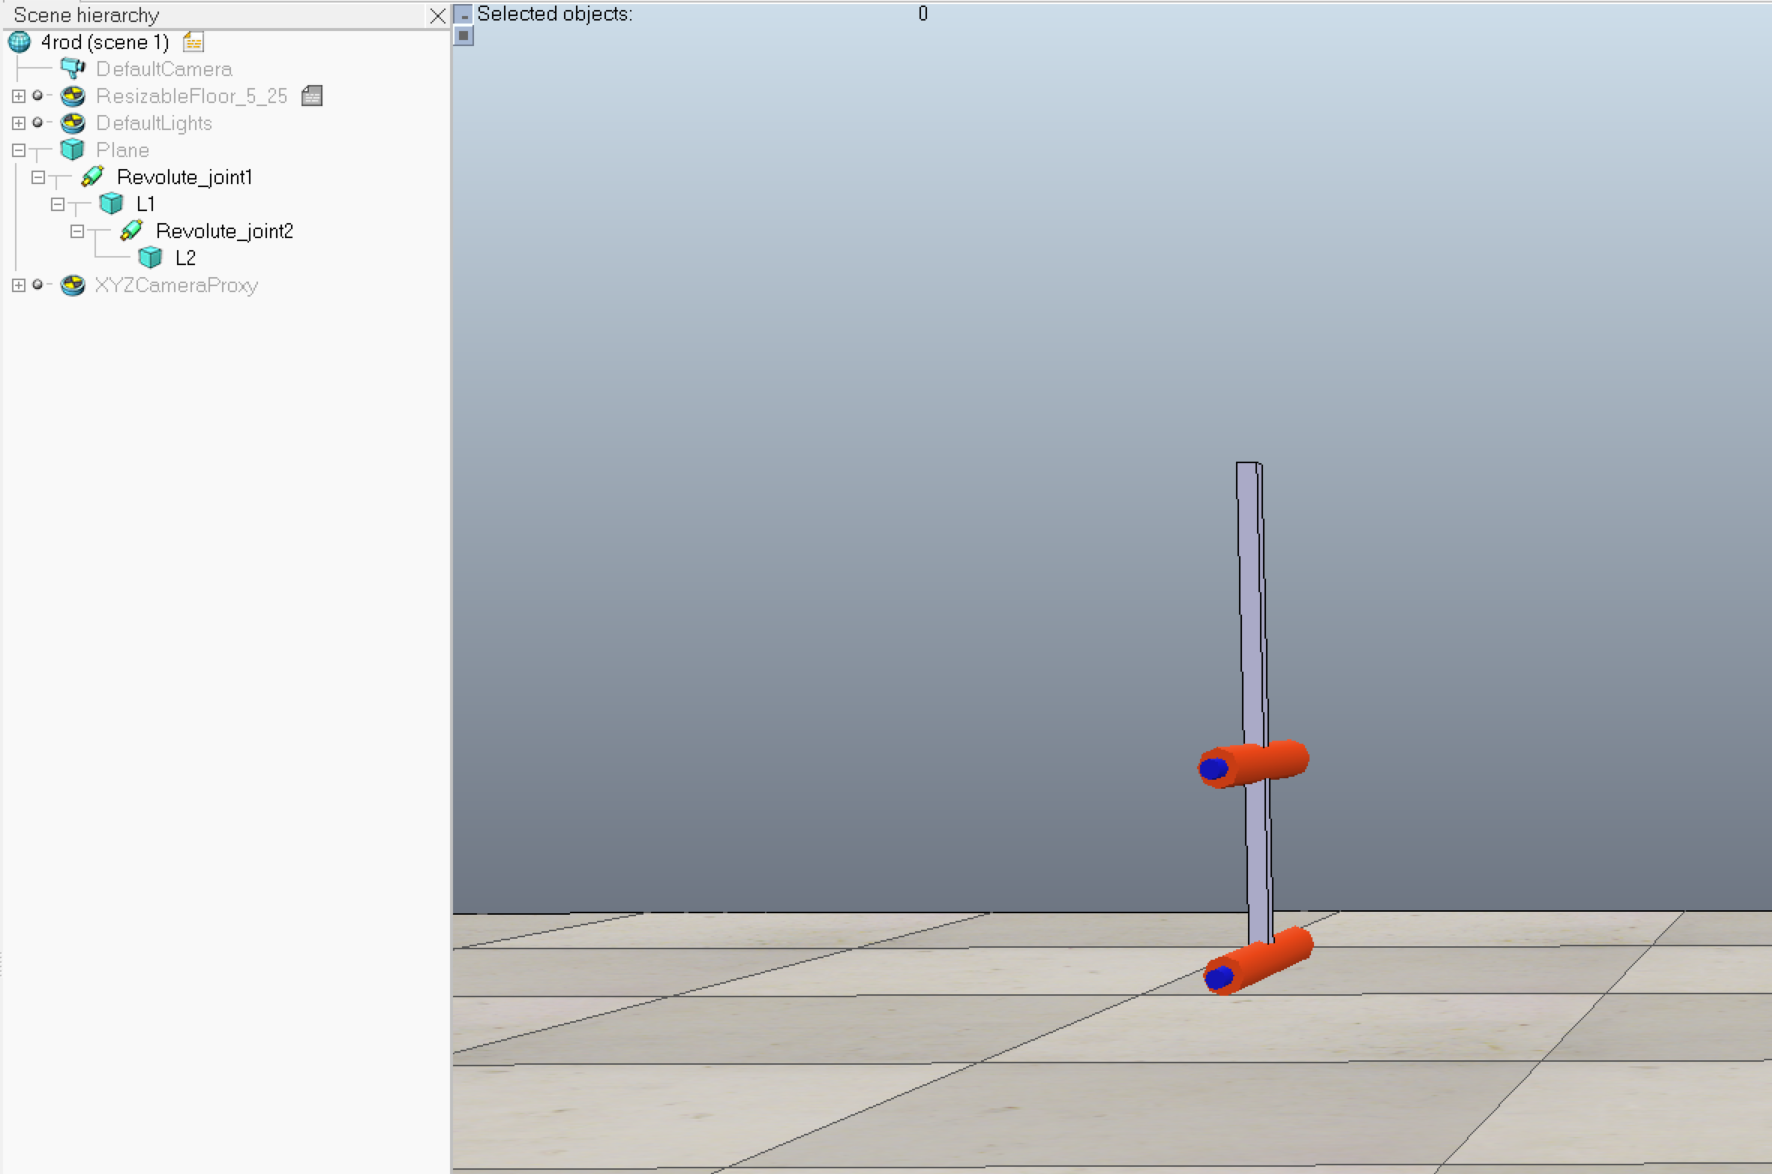 Scene hierarchy
4rod (scene 1)
DefaultCamera
ResizableFloor_5_25
DefaultLights
Plane
Revolute_joint1
L1
Revolute_joint2
L2
XYZCameraProxy
Selected objects: 0